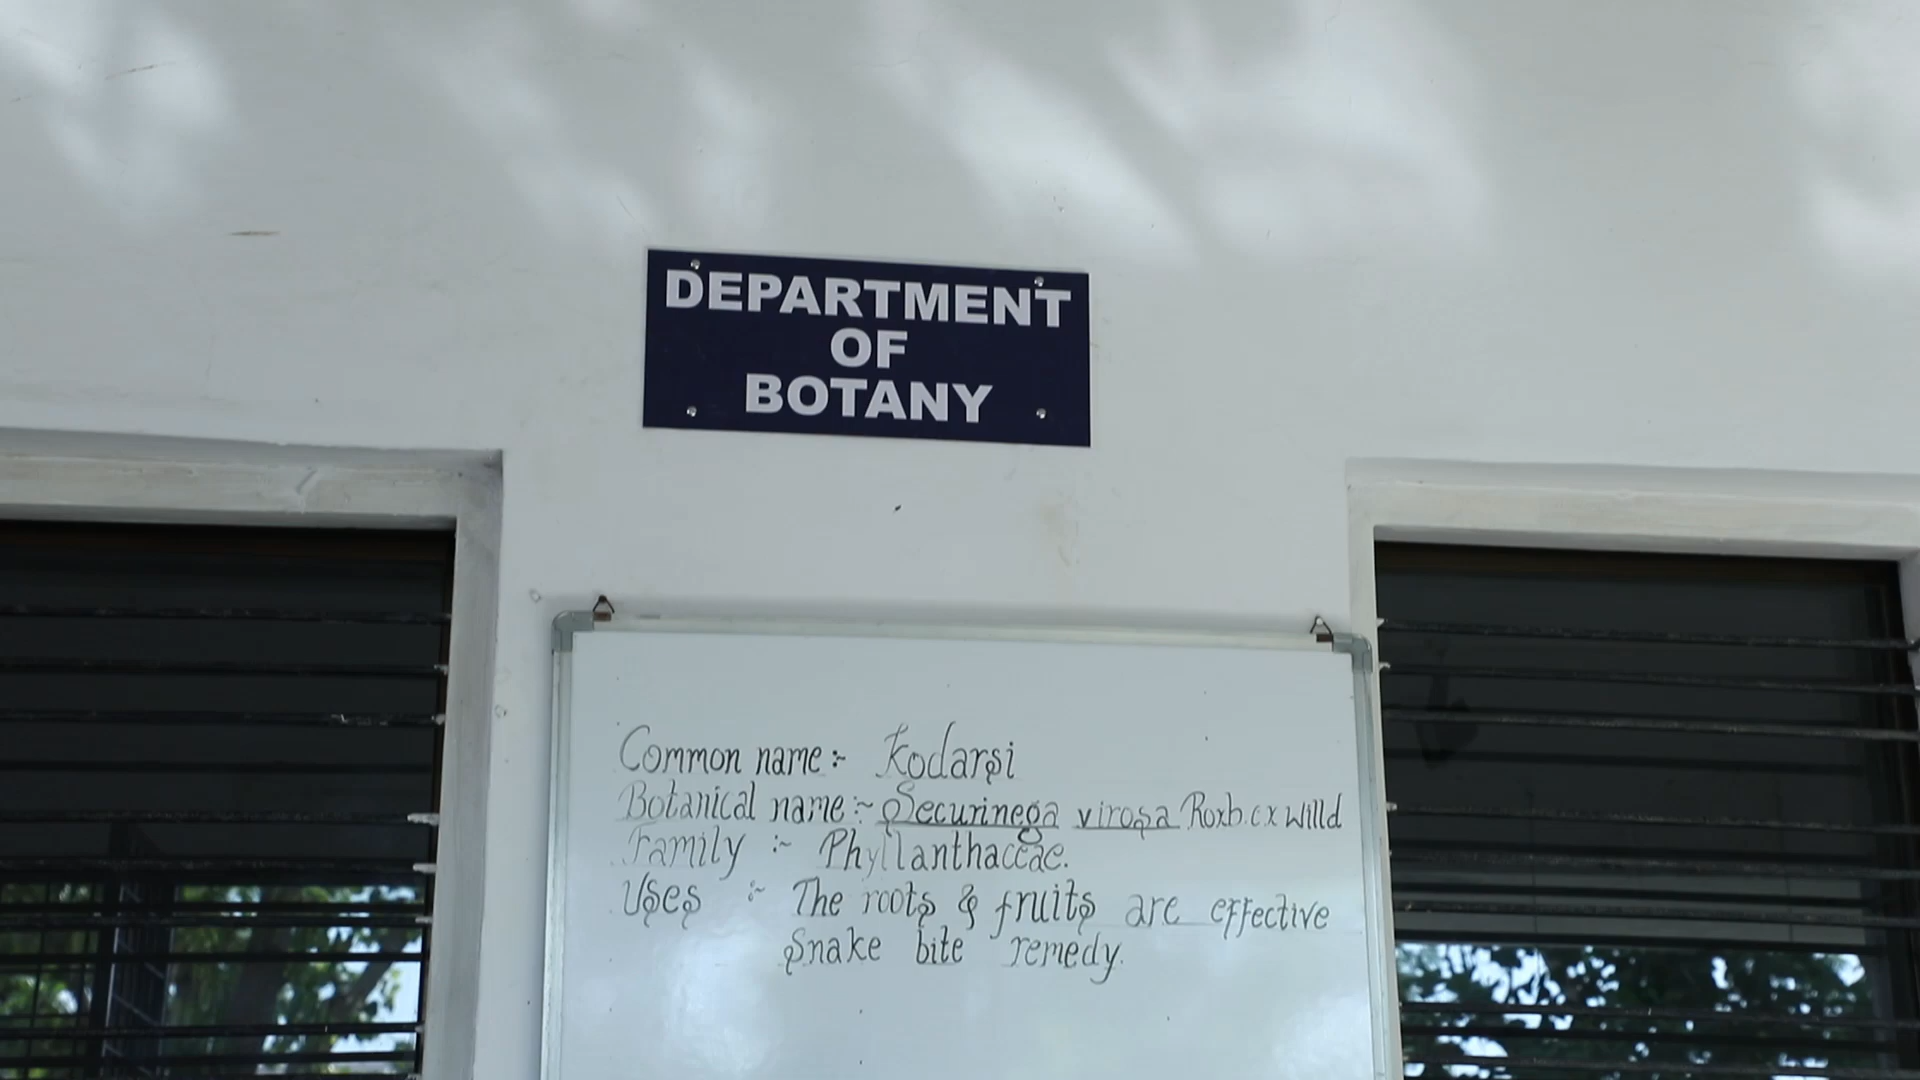 DEPARTMENT
OF
BOTANY
Common name:- Kodarsi
Botanical name:- Securinega virosa Roxb.cx willd
Family :- Phyllanthaceae.
Uses :- The roots & fruits are effective
Snake bite remedy.